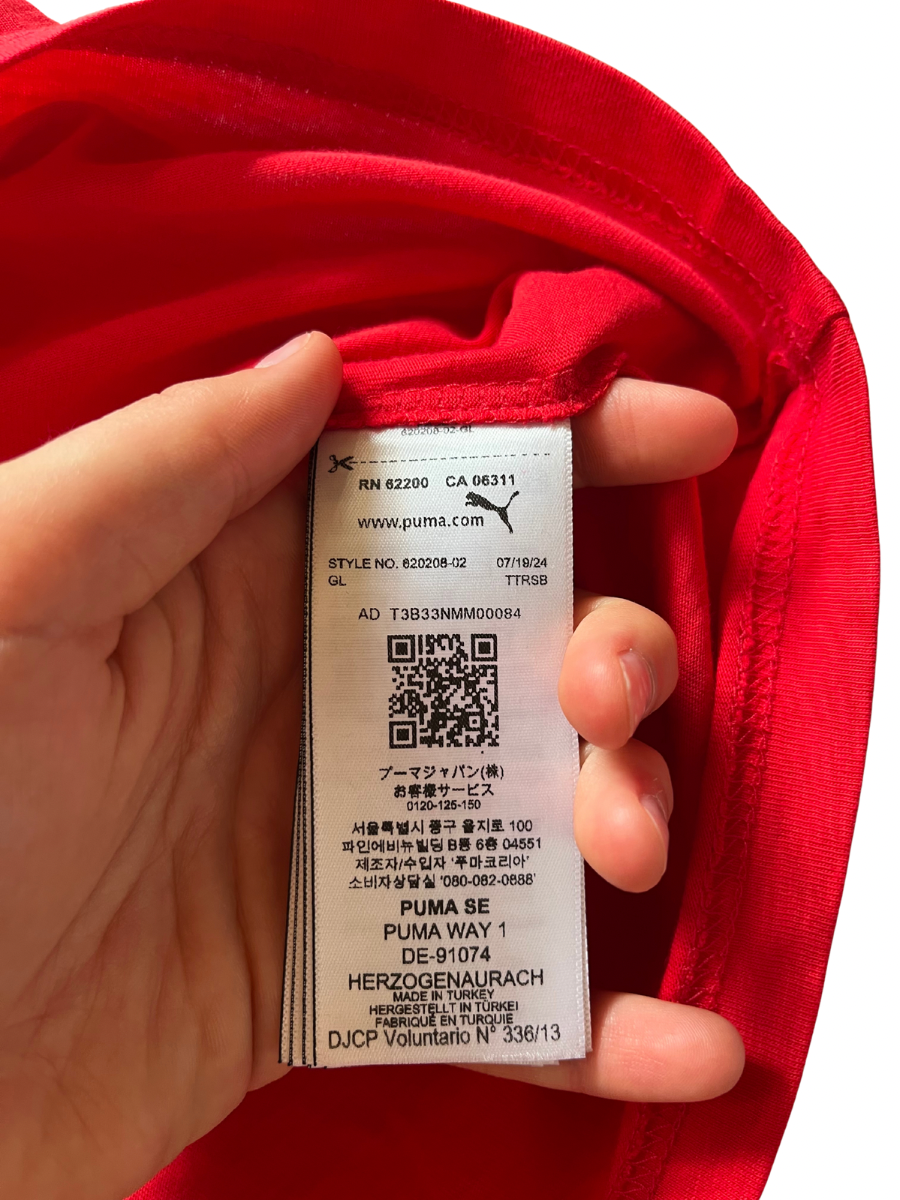 620208-02-GL
RN 62200 CA 06311
www.puma.com
STYLE NO. 620208-02 07/19/24
GL TTRSB
AD T3B33NMM00084
プーマジャパン(株)
お客様サービス
0120-125-150
서울특별시 중구 을지로 100
파인에비뉴빌딩 B동 6층 04551
제조자/수입자 '푸마코리아'
소비자상담실 '080-082-0888'
PUMA SE
PUMA WAY 1
DE-91074
HERZOGENAURACH
MADE IN TURKEY
HERGESTELLT IN TÜRKEI
FABRIQUÉ EN TURQUIE
DJCP Voluntario N° 336/13